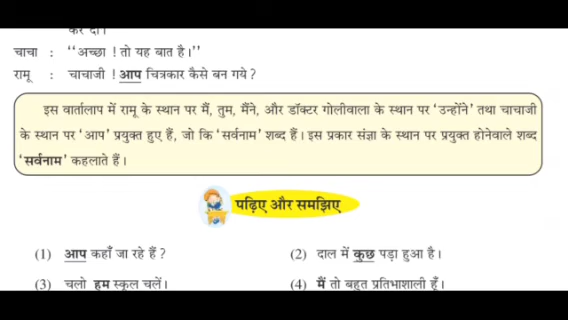 कर दी।
चाचा : ‘‘अच्छा ! तो यह बात है।’’
रामू : चाचाजी ! आप चित्रकार कैसे बन गये ?
इस वार्तालाप में रामू के स्थान पर मैं, तुम, मैंने, और डॉक्टर गोलीवाला के स्थान पर ‘उन्होंने’ तथा चाचाजी
के स्थान पर ‘आप’ प्रयुक्त हुए हैं, जो कि ‘सर्वनाम’ शब्द हैं। इस प्रकार संज्ञा के स्थान पर प्रयुक्त होनेवाले शब्द
‘सर्वनाम’ कहलाते हैं।
पढ़िए और समझिए
(1) आप कहाँ जा रहे हैं ?
(2) दाल में कुछ पड़ा हुआ है।
(3) चलो हम स्कूल चलें।
(4) मैं तो बहुत प्रतिभाशाली हूँ।